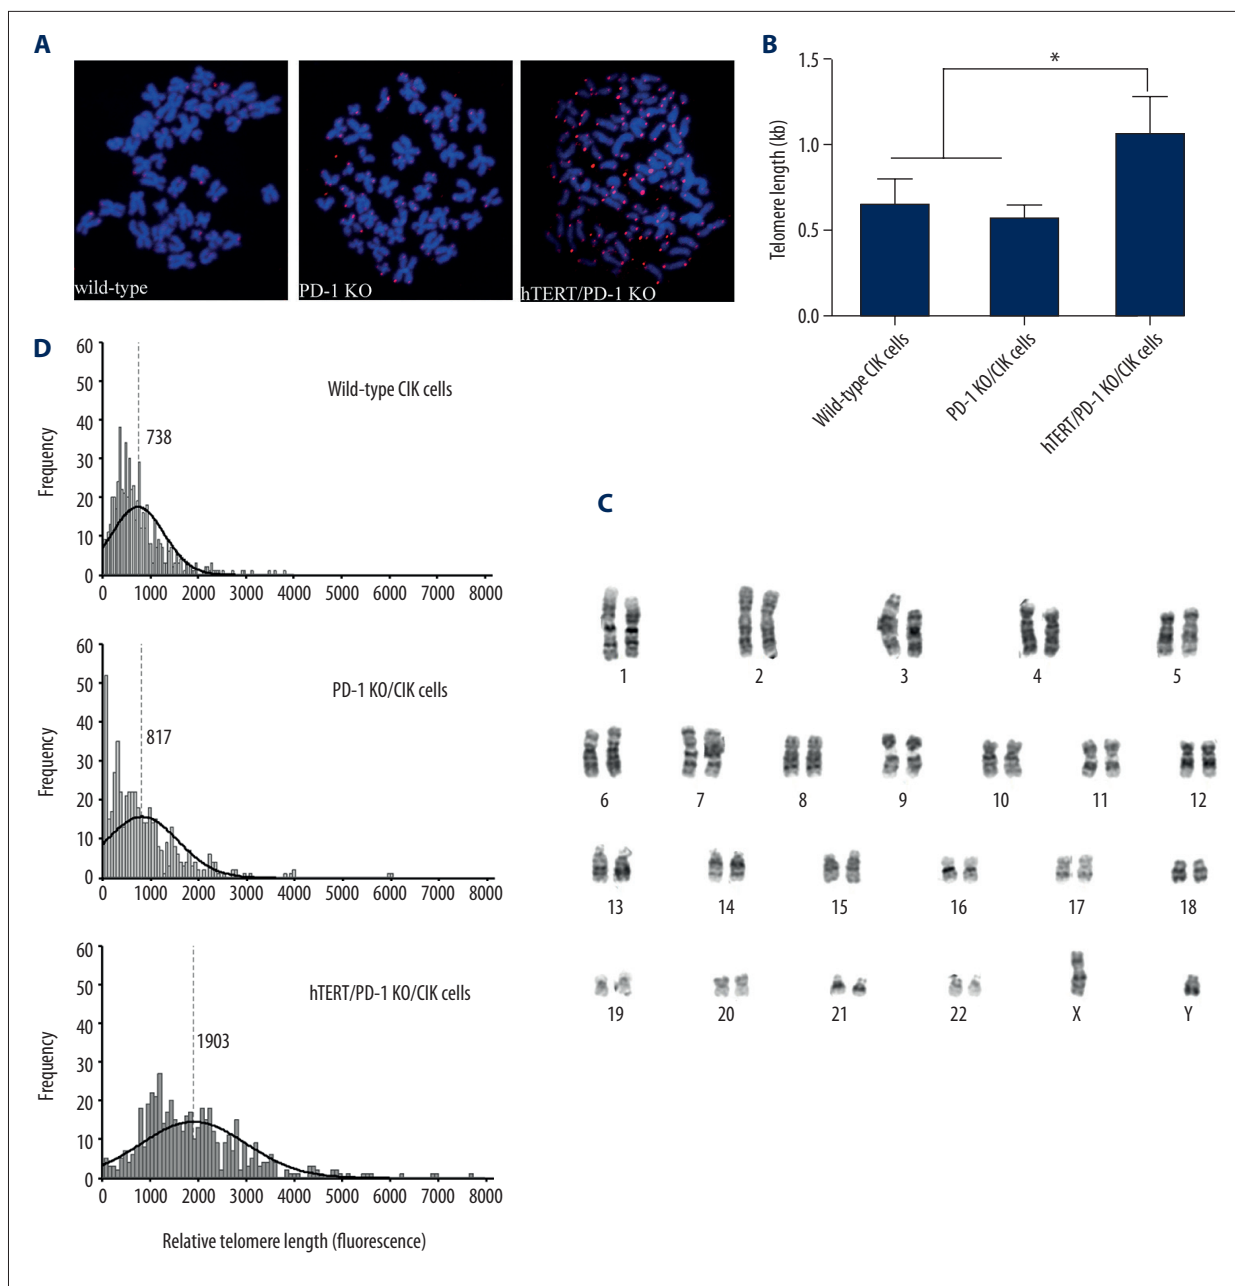 A
wild-type
PD-1 KO
hTERT/PD-1 KO
B
Telomere length (kb)
1.5
1.0
0.5
0.0
*
Wild-type CIK cells
PD-1 KO/CIK cells
hTERT/PD-1 KO/CIK cells
D
Frequency
60
50
40
30
20
10
0
Wild-type CIK cells
738
0 1000 2000 3000 4000 5000 6000 7000 8000
Frequency
60
50
40
30
20
10
0
PD-1 KO/CIK cells
817
0 1000 2000 3000 4000 5000 6000 7000 8000
Frequency
60
50
40
30
20
10
0
hTERT/PD-1 KO/CIK cells
1903
0 1000 2000 3000 4000 5000 6000 7000 8000
Relative telomere length (fluorescence)
C
1 2 3 4 5
6 7 8 9 10 11 12
13 14 15 16 17 18
19 20 21 22 X Y